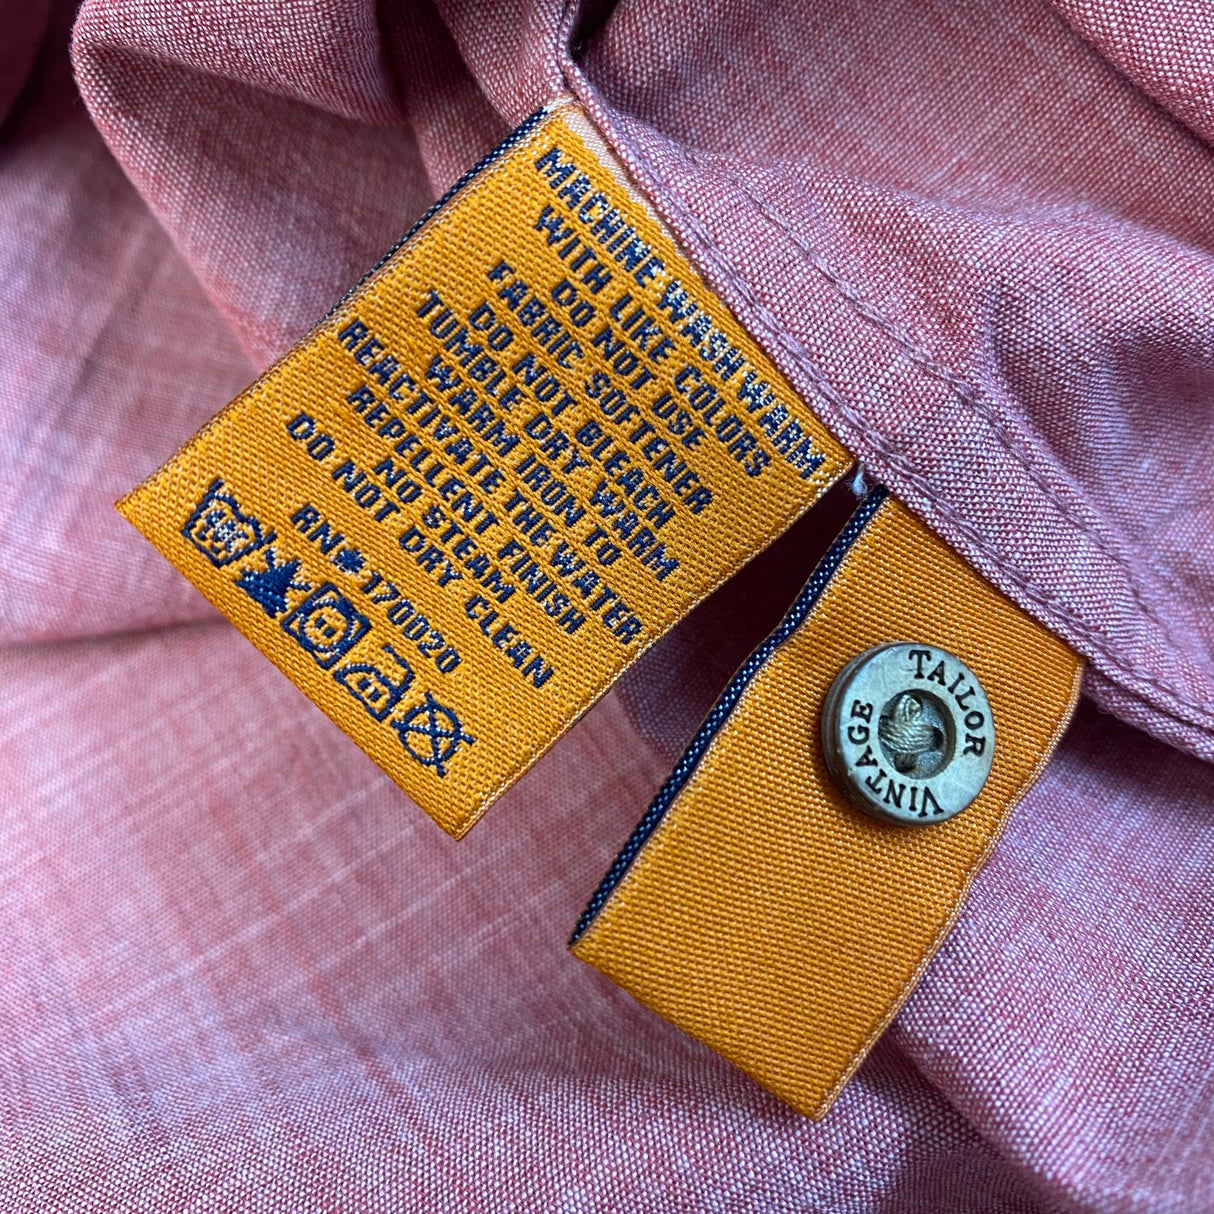 MACHINE WASH WARM
WITH LIKE COLORS
DO NOT USE
FABRIC SOFTENER
DO NOT BLEACH
TUMBLE DRY WARM
WARM IRON TO
REACTIVATE THE WATER
REPELLENT FINISH
NO STEAM
DO NOT DRY CLEAN
RN# 170020
TAILOR
VINTAGE